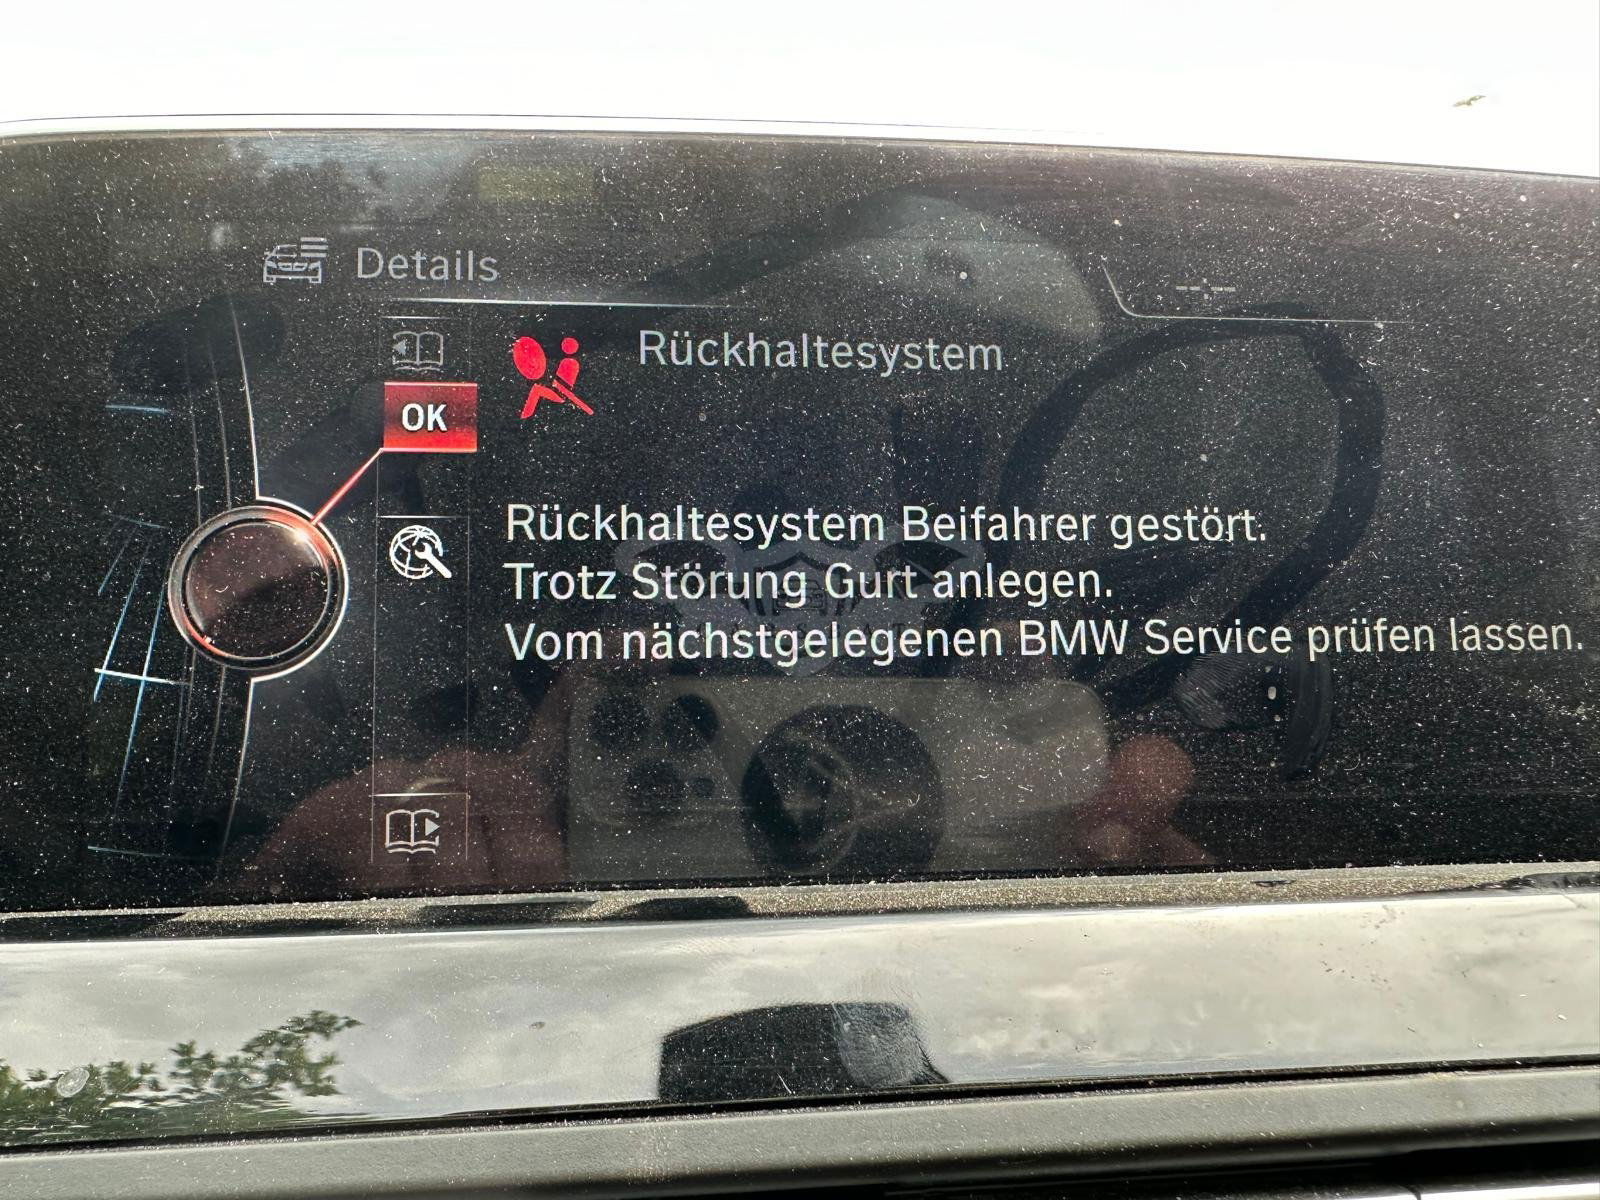 Details
Rückhaltesystem
OK
Rückhaltesystem Beifahrer gestört.
Trotz Störung Gurt anlegen.
Vom nächstgelegenen BMW Service prüfen lassen.